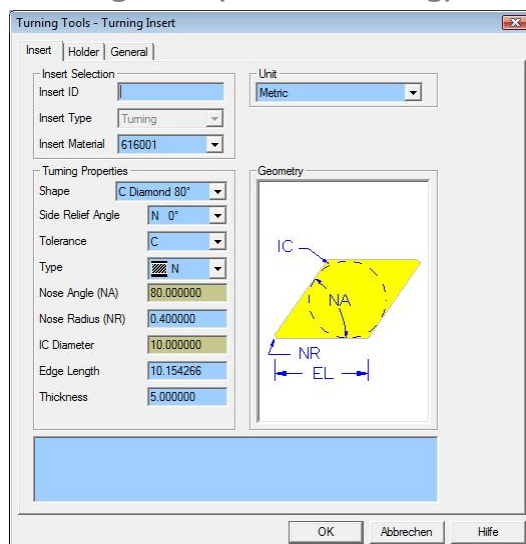 Turning Tools - Turning Insert
Insert
Holder
General
Insert Selection
Insert ID
Insert Type Turning
Insert Material 616001
Unit
Metric
Turning Properties
Shape C Diamond 80°
Side Relief Angle N 0°
Tolerance C
Type N
Nose Angle (NA) 80.000000
Nose Radius (NR) 0.400000
IC Diameter 10.000000
Edge Length 10.154266
Thickness 5.000000
Geometry
IC
NA
NR
EL
OK
Abbrechen
Hilfe